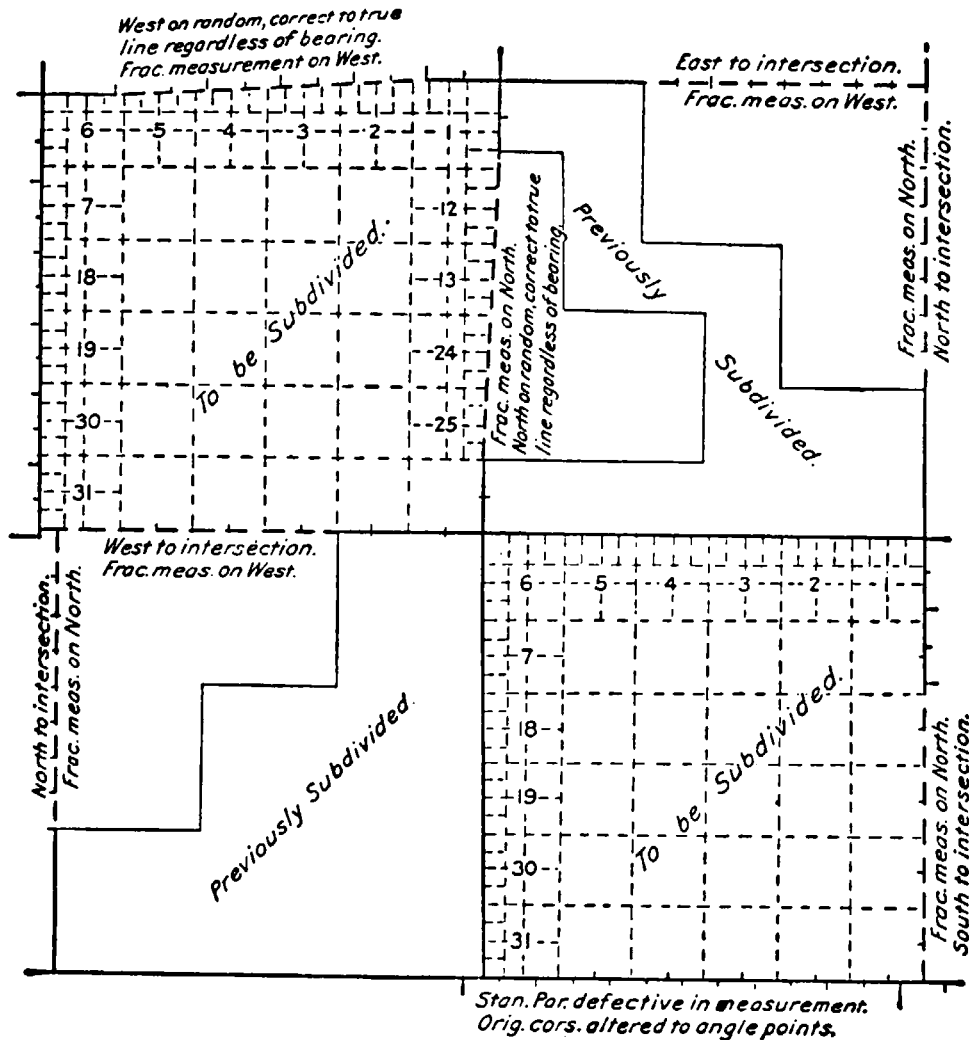 West on random, correct to true
line regardless of bearing.
Frac. measurement on West.
East to intersection.
Frac. meas. on West.
6 5 4 3 2 1
7
18
19
30
31
12
13
24
25
To be Subdivided.
Frac. meas. on North.
North on random, correct to true
line regardless of bearing.
Previously
Subdivided.
Frac. meas. on North.
North to intersection.
West to intersection.
Frac. meas. on West.
North to intersection.
Frac. meas. on North.
Previously Subdivided.
6 5 4 3 2 1
7
18
19
30
31
To be Subdivided.
Frac. meas. on North.
South to intersection.
Stan. Par. defective in measurement.
Orig. cors. altered to angle points.